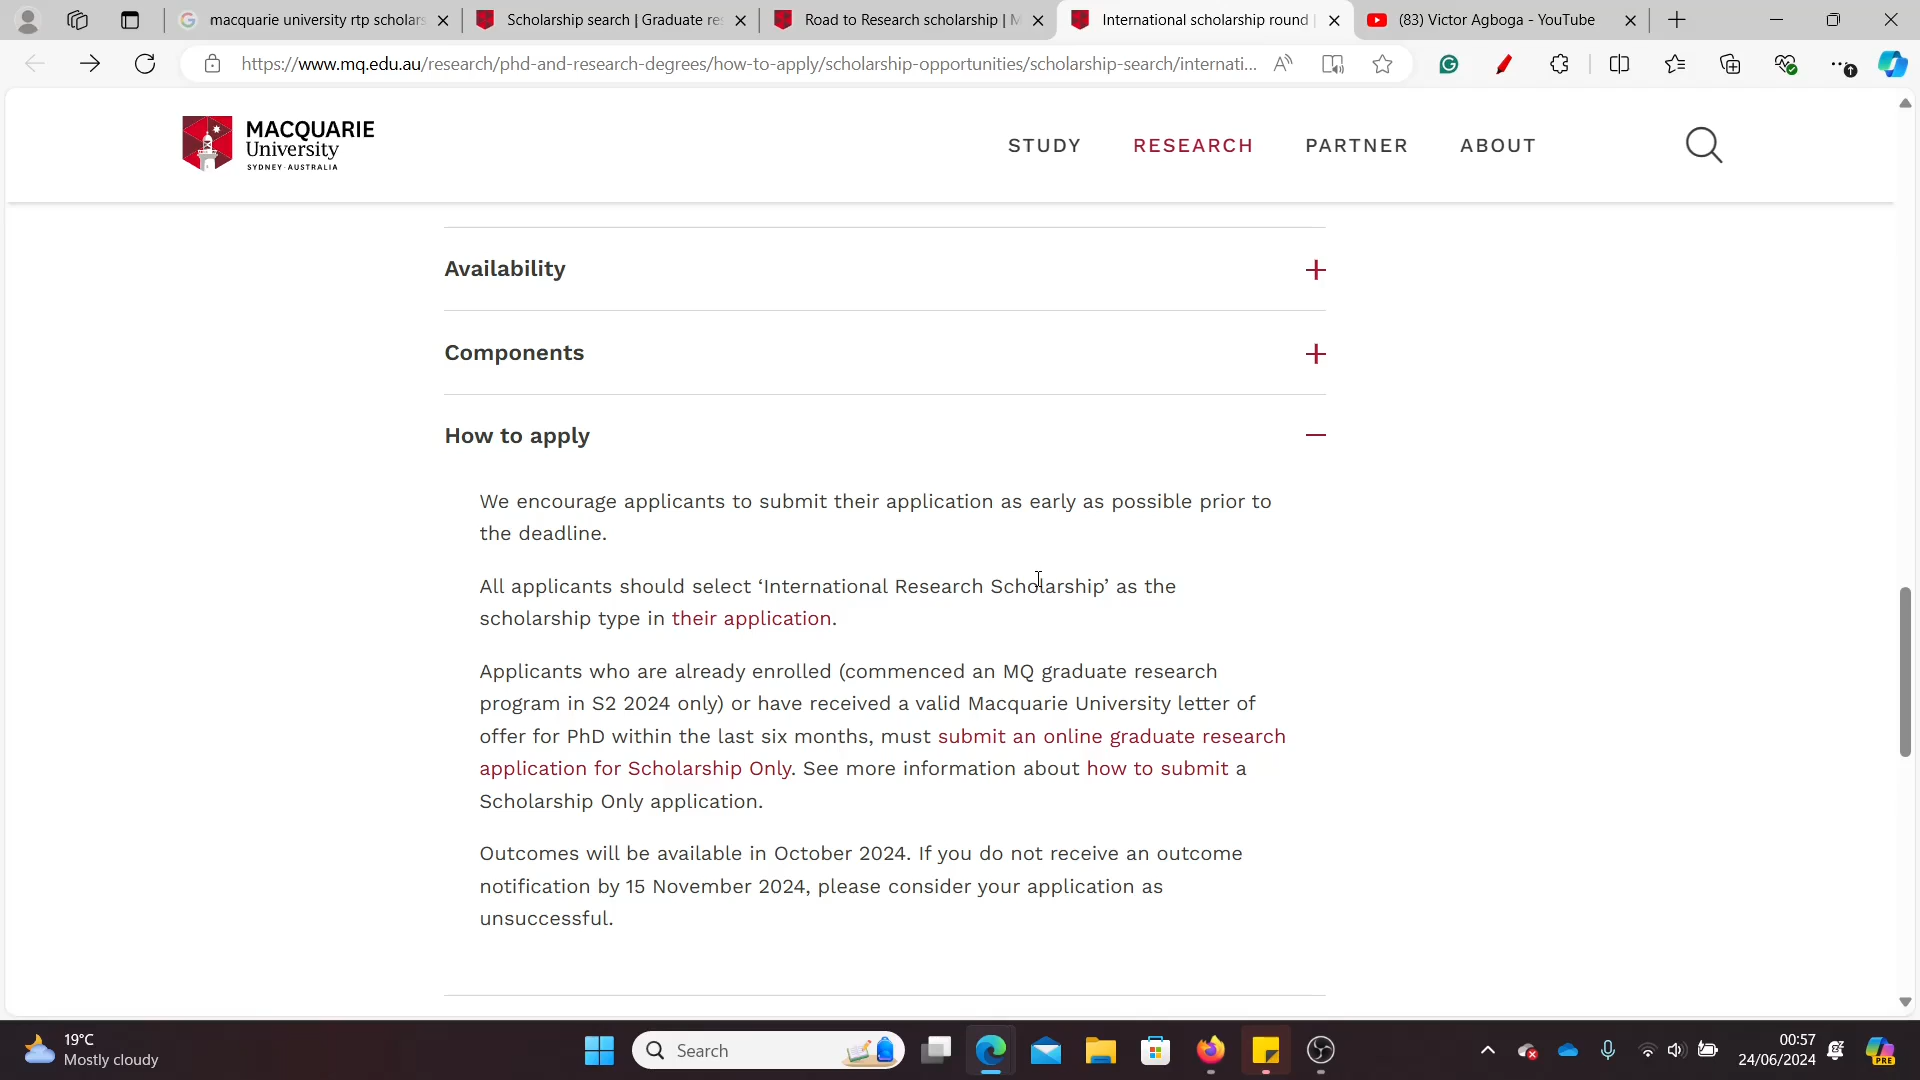 macquarie university rtp scholars
Scholarship search | Graduate re
Road to Research scholarship | M
International scholarship round |
(83) Victor Agboga - YouTube
https://www.mq.edu.au/research/phd-and-research-degrees/how-to-apply/scholarship-opportunities/scholarship-search/internati...
MACQUARIE
University
SYDNEY·AUSTRALIA
STUDY
RESEARCH
PARTNER
ABOUT
Availability
Components
How to apply
We encourage applicants to submit their application as early as possible prior to
the deadline.
All applicants should select ‘International Research Scholarship’ as the
scholarship type in their application.
Applicants who are already enrolled (commenced an MQ graduate research
program in S2 2024 only) or have received a valid Macquarie University letter of
offer for PhD within the last six months, must submit an online graduate research
application for Scholarship Only. See more information about how to submit a
Scholarship Only application.
Outcomes will be available in October 2024. If you do not receive an outcome
notification by 15 November 2024, please consider your application as
unsuccessful.
19°C
Mostly cloudy
Search
00:57
24/06/2024
PRE